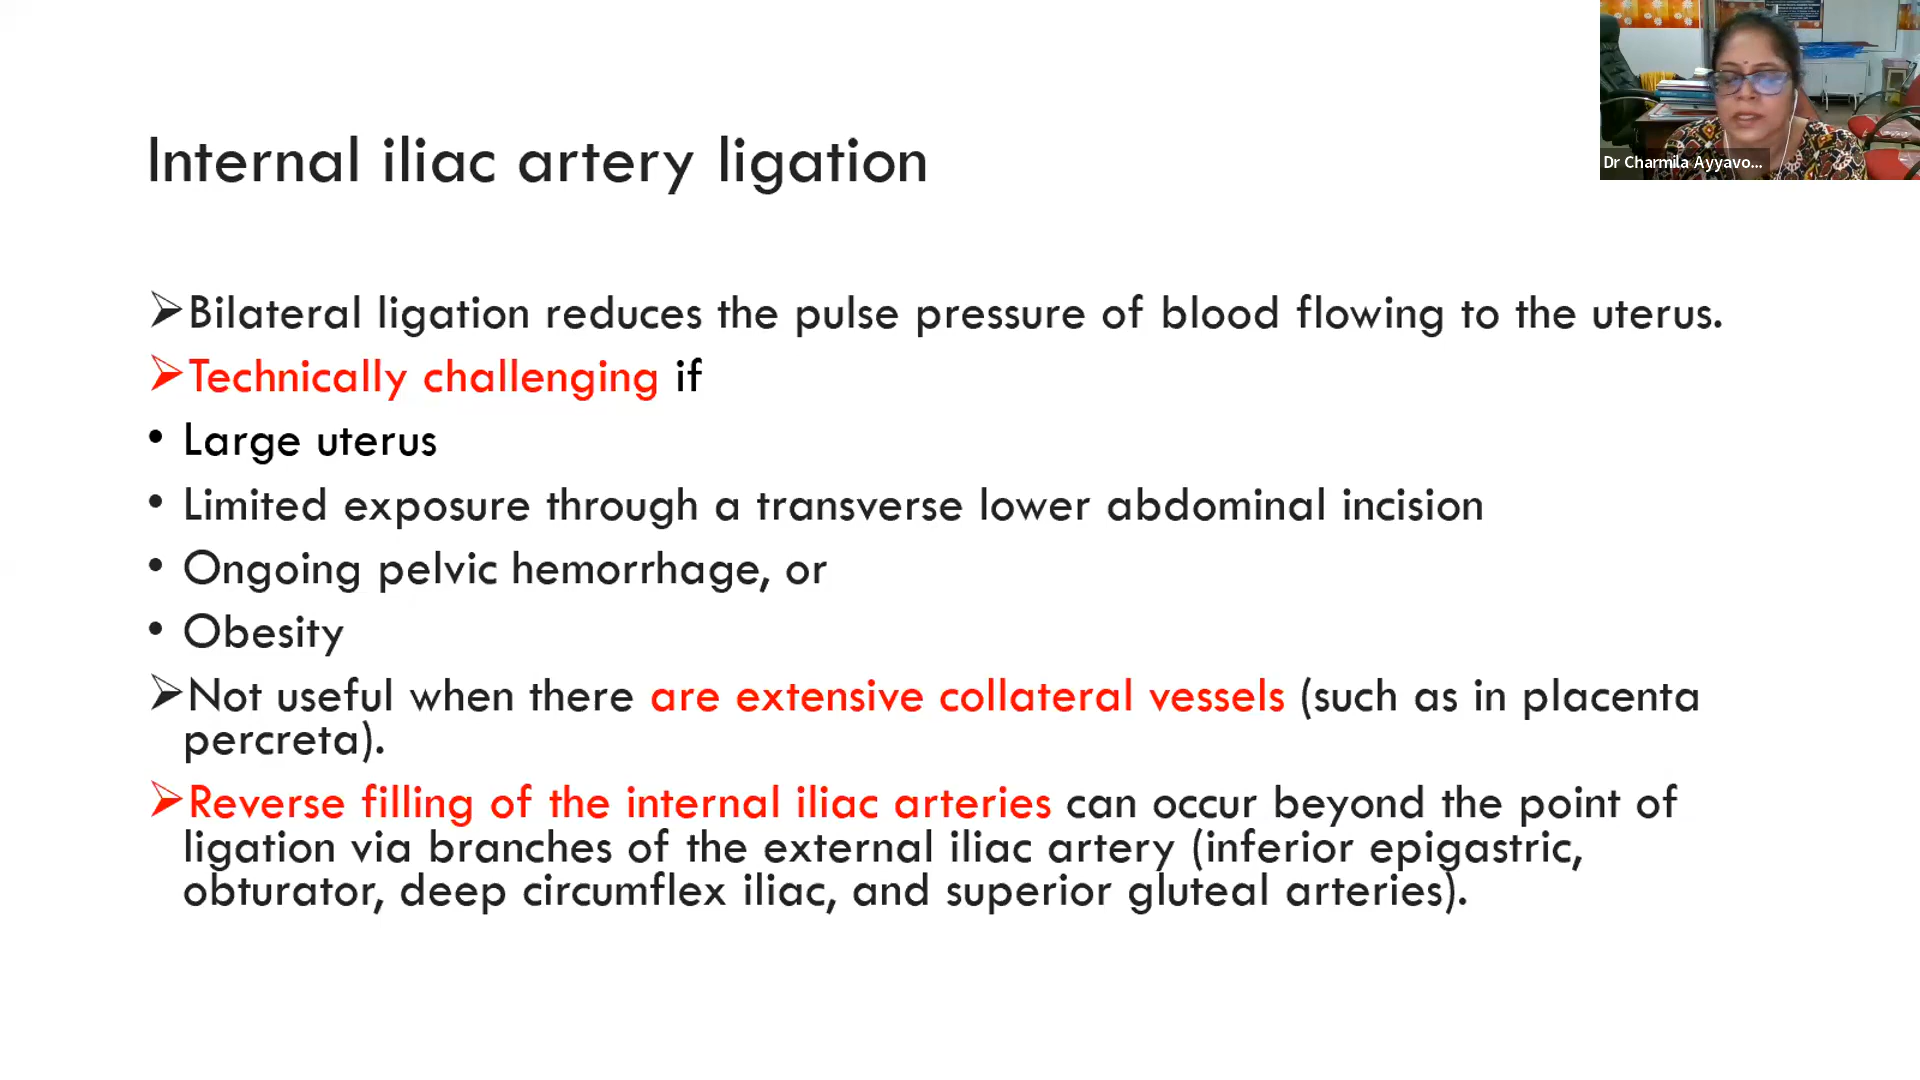 Dr Charmila Ayyavo...
Internal iliac artery ligation
➢Bilateral ligation reduces the pulse pressure of blood flowing to the uterus.
➢Technically challenging if
• Large uterus
• Limited exposure through a transverse lower abdominal incision
• Ongoing pelvic hemorrhage, or
• Obesity
➢Not useful when there are extensive collateral vessels (such as in placenta
percreta).
➢Reverse filling of the internal iliac arteries can occur beyond the point of
ligation via branches of the external iliac artery (inferior epigastric,
obturator, deep circumflex iliac, and superior gluteal arteries).